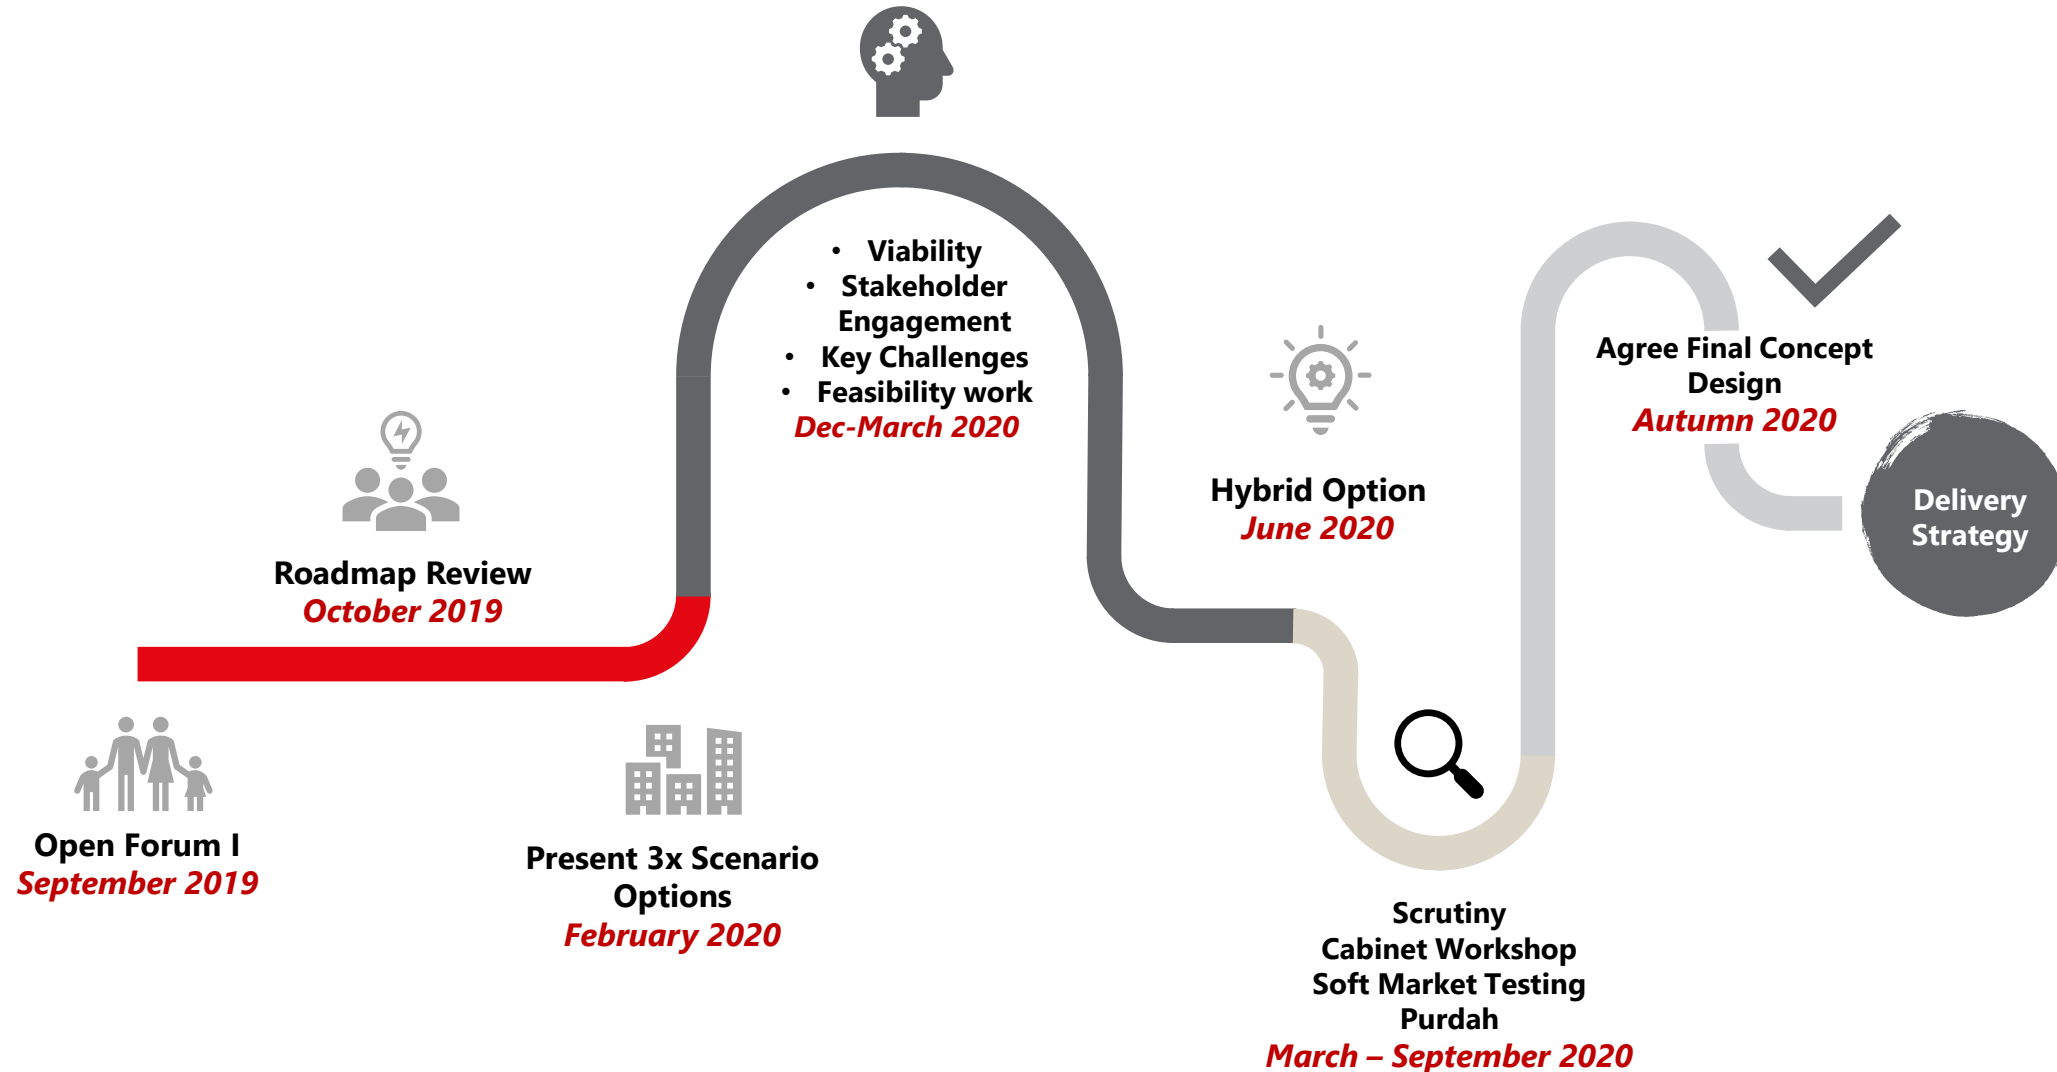 Open Forum I
September 2019
Roadmap Review
October 2019
Present 3x Scenario
Options
February 2020
• Viability
• Stakeholder
Engagement
• Key Challenges
• Feasibility work
Dec-March 2020
Hybrid Option
June 2020
Scrutiny
Cabinet Workshop
Soft Market Testing
Purdah
March – September 2020
Agree Final Concept
Design
Autumn 2020
Delivery
Strategy